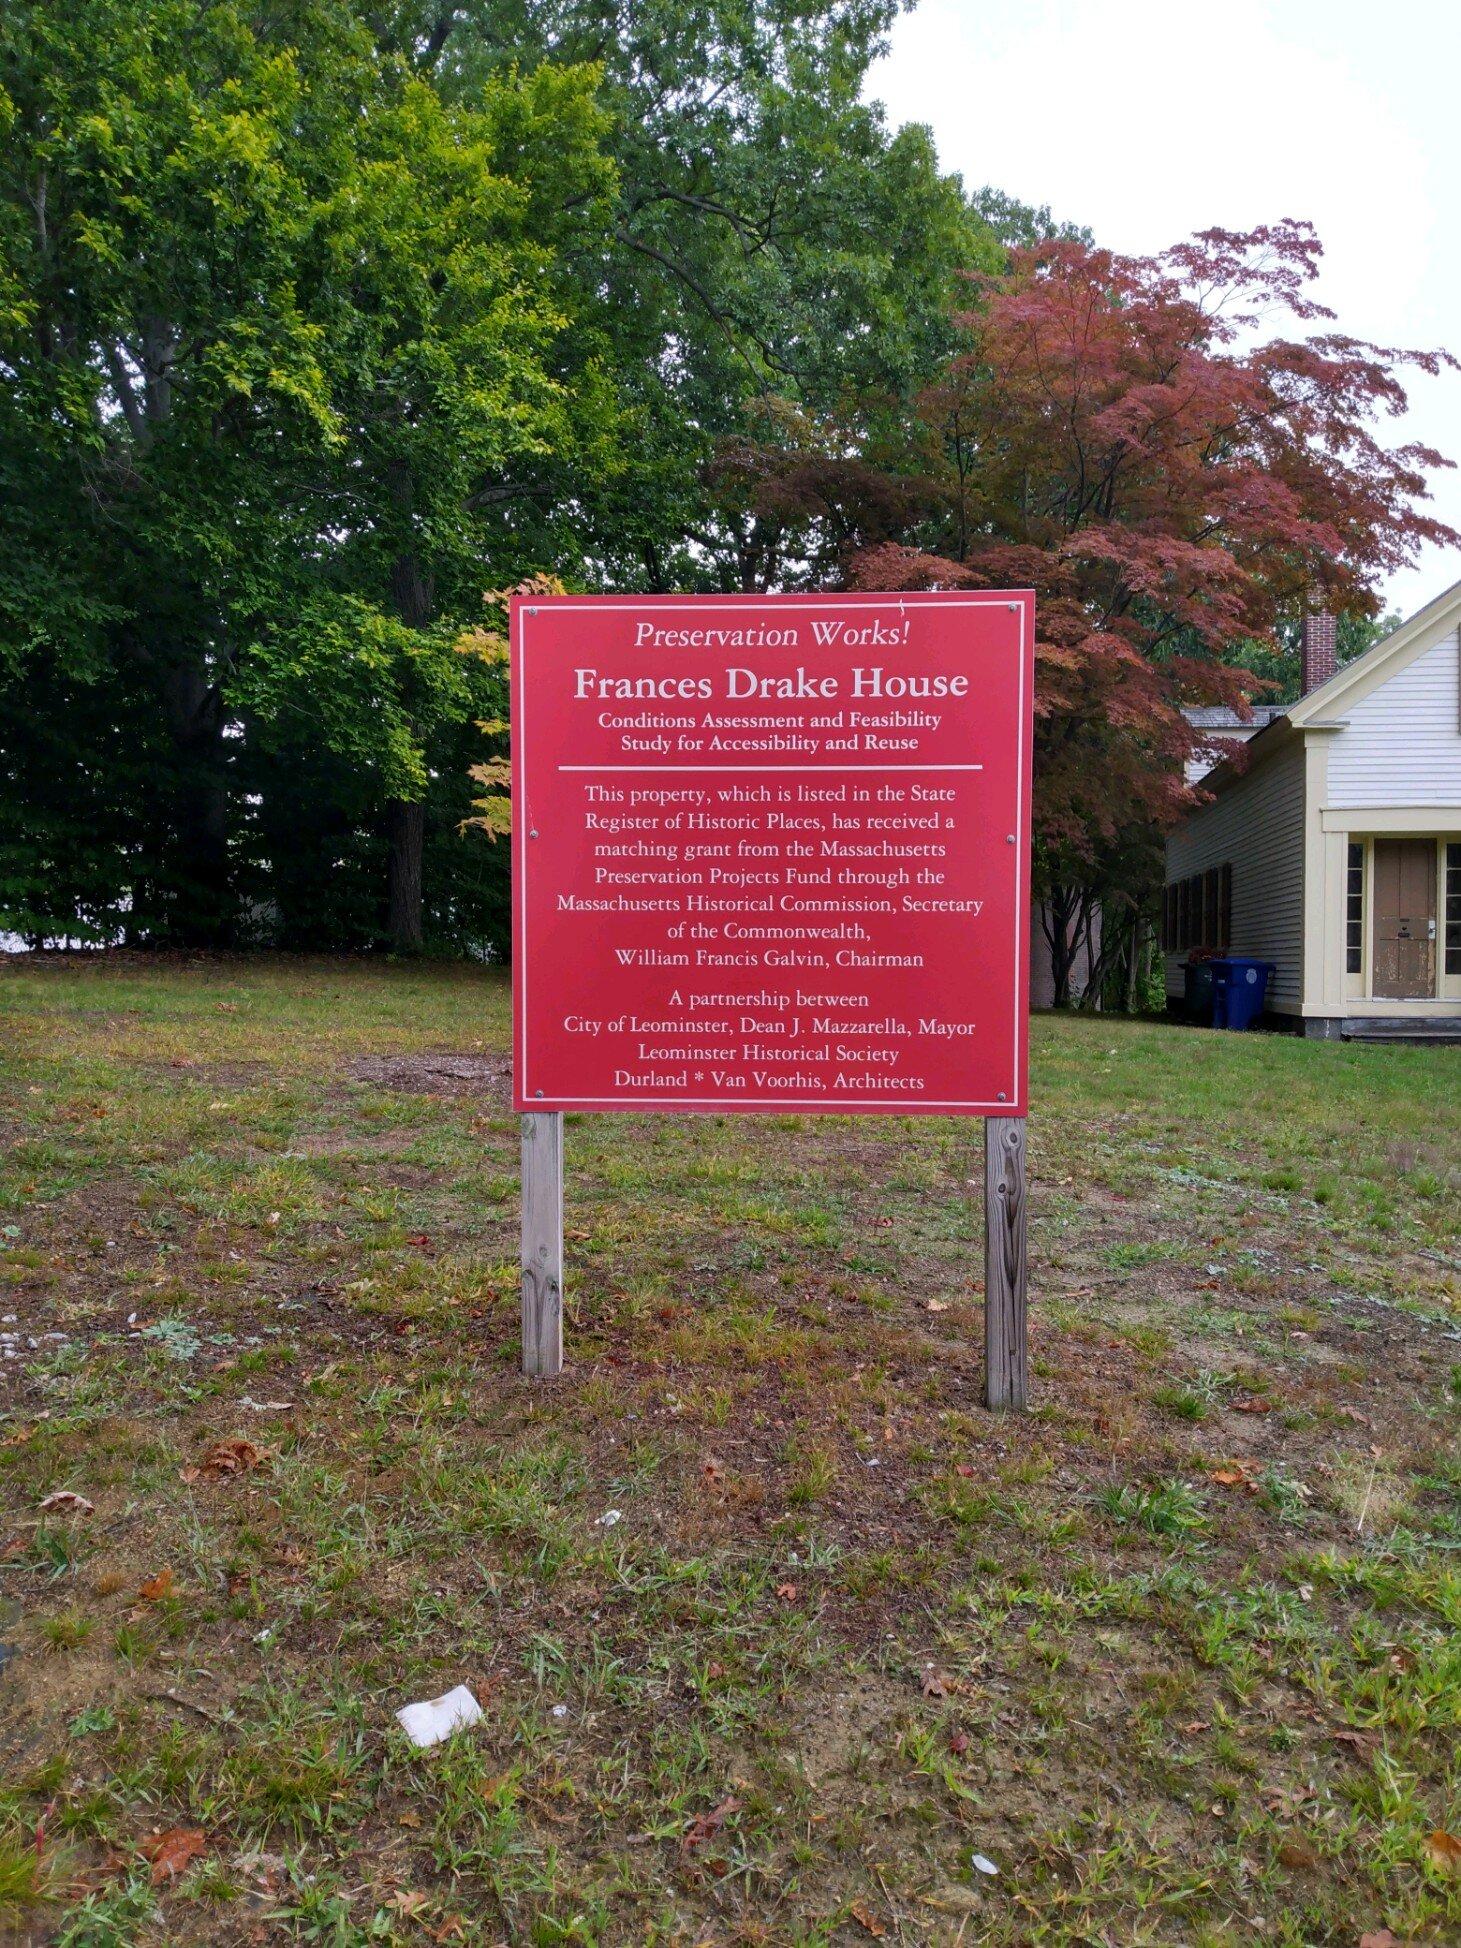 Preservation Works!
Frances Drake House
Conditions Assessment and Feasibility
Study for Accessibility and Reuse
This property, which is listed in the State
Register of Historic Places, has received a
matching grant from the Massachusetts
Preservation Projects Fund through the
Massachusetts Historical Commission, Secretary
of the Commonwealth,
William Francis Galvin, Chairman
A partnership between
City of Leominster, Dean J. Mazzarella, Mayor
Leominster Historical Society
Durland * Van Voorhis, Architects